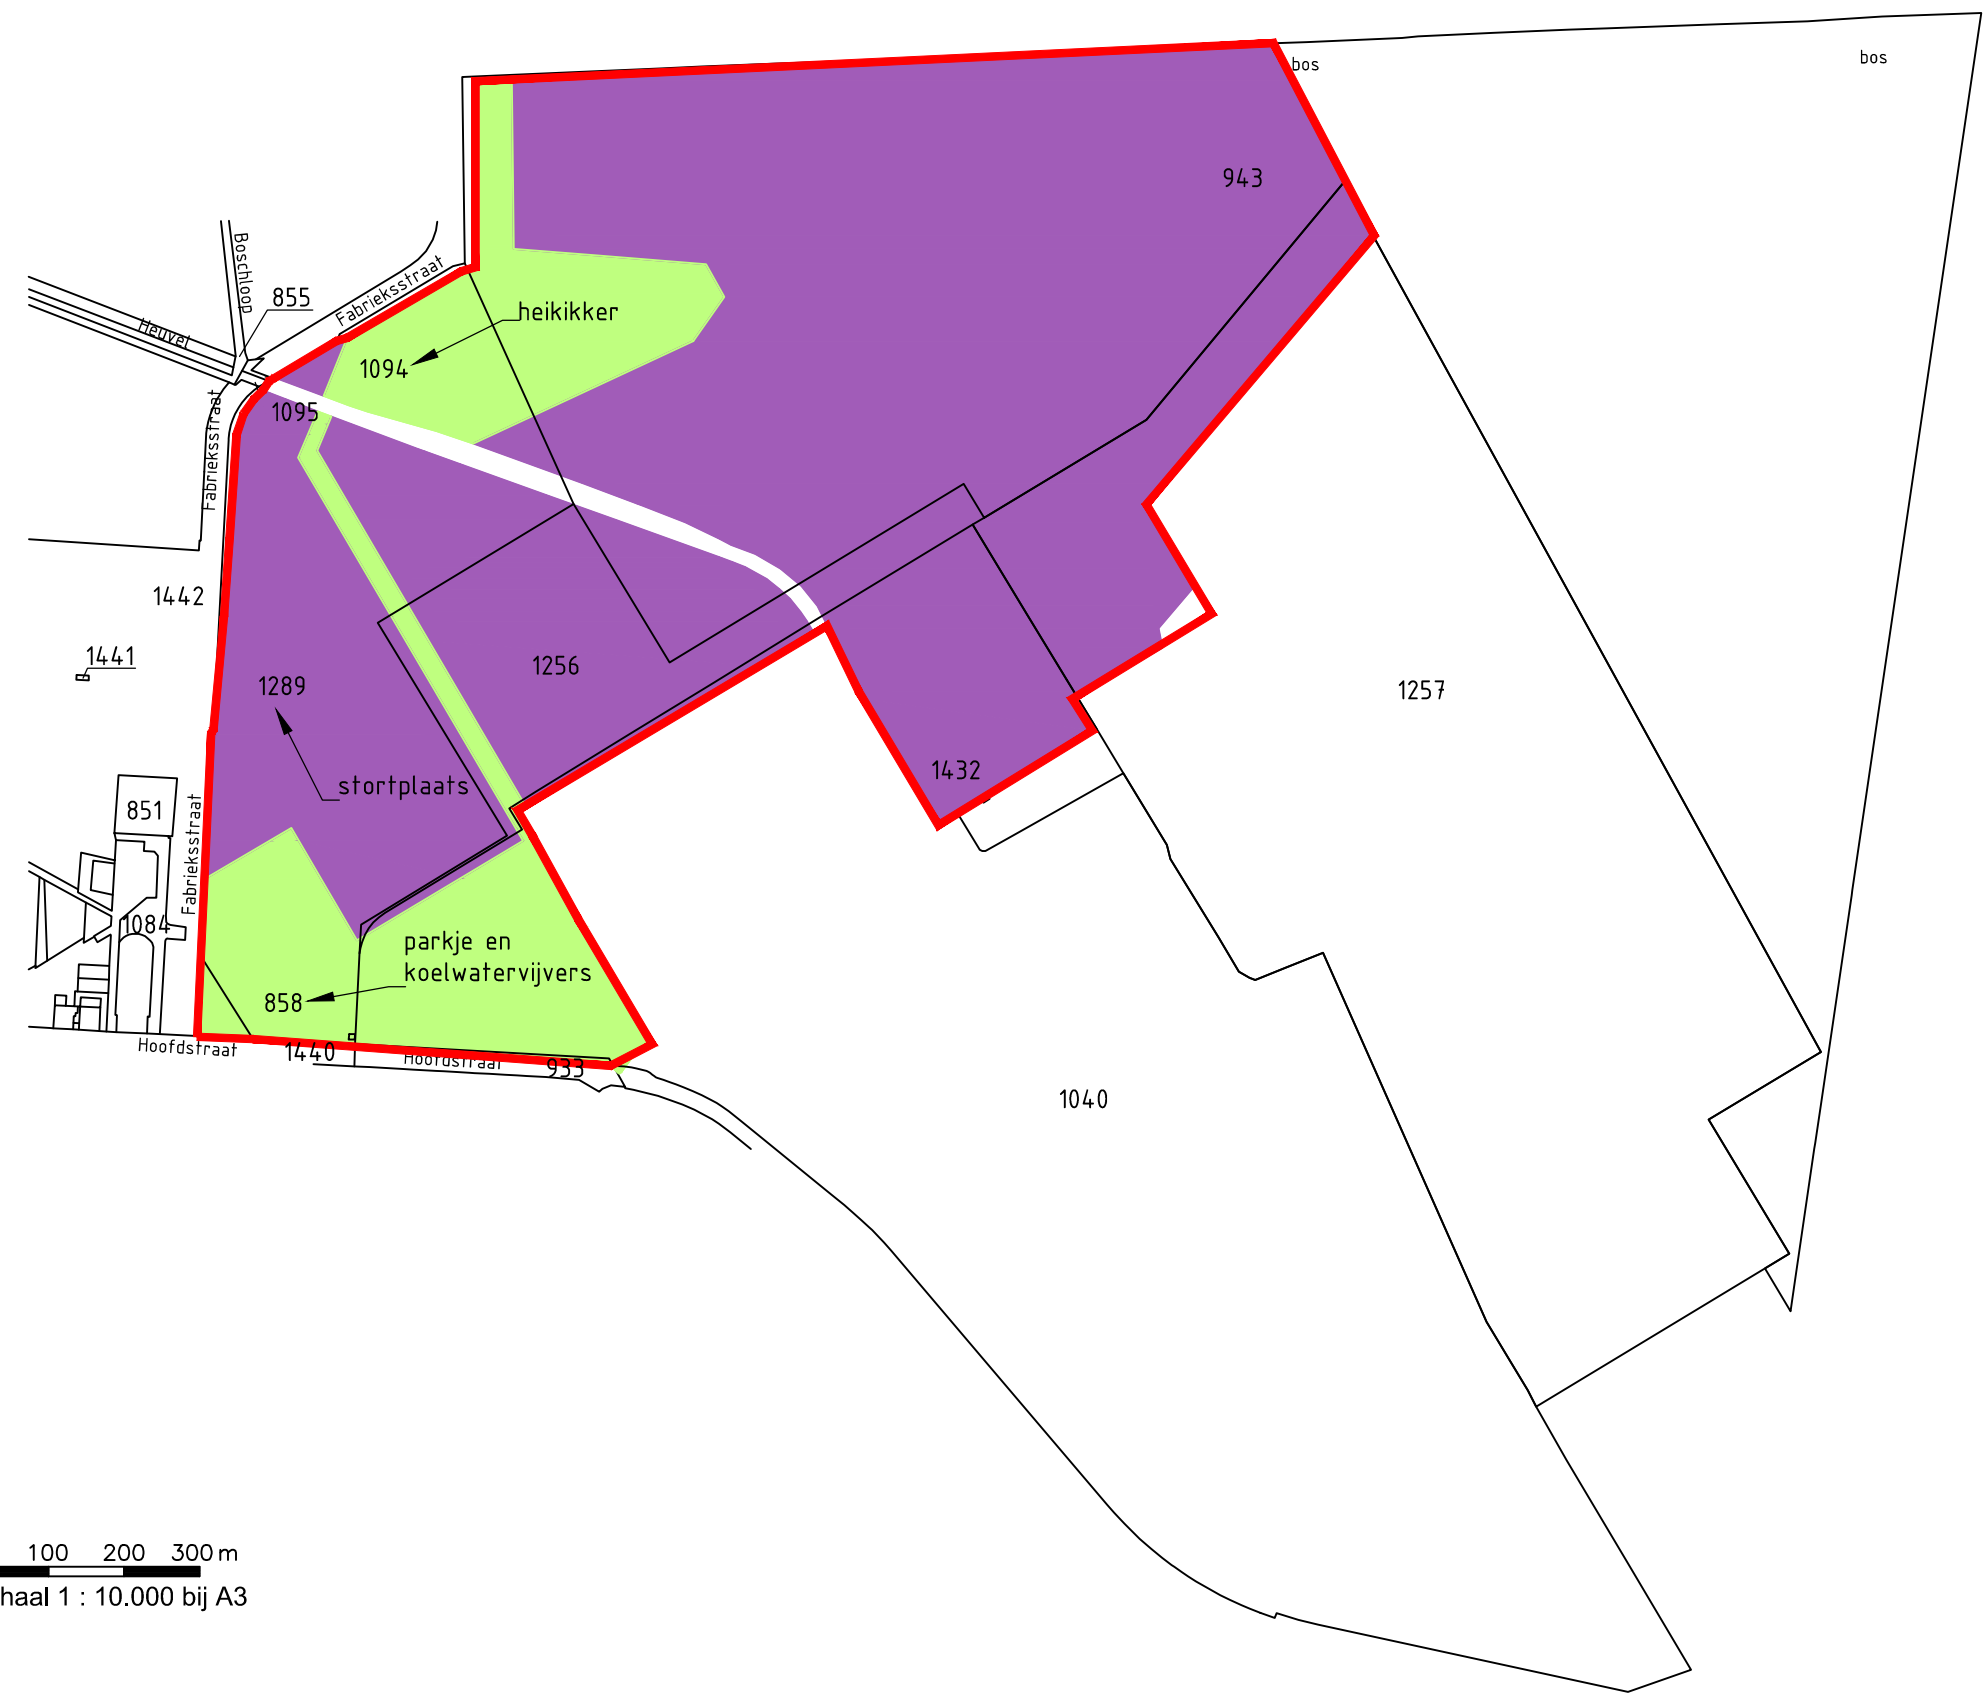 bos
bos
943
Boschloop
855
Fabrieksstraat
heikikker
Heuvel
1094
1095
Fabrieksstraat
1442
1441
1289
1256
1257
stortplaats
1432
851
Fabrieksstraat
1084
parkje en
koelwatervijvers
858
Hoofdstraat
1440
Hoofdstraat
933
1040
100 200 300 m
haal 1 : 10.000 bij A3